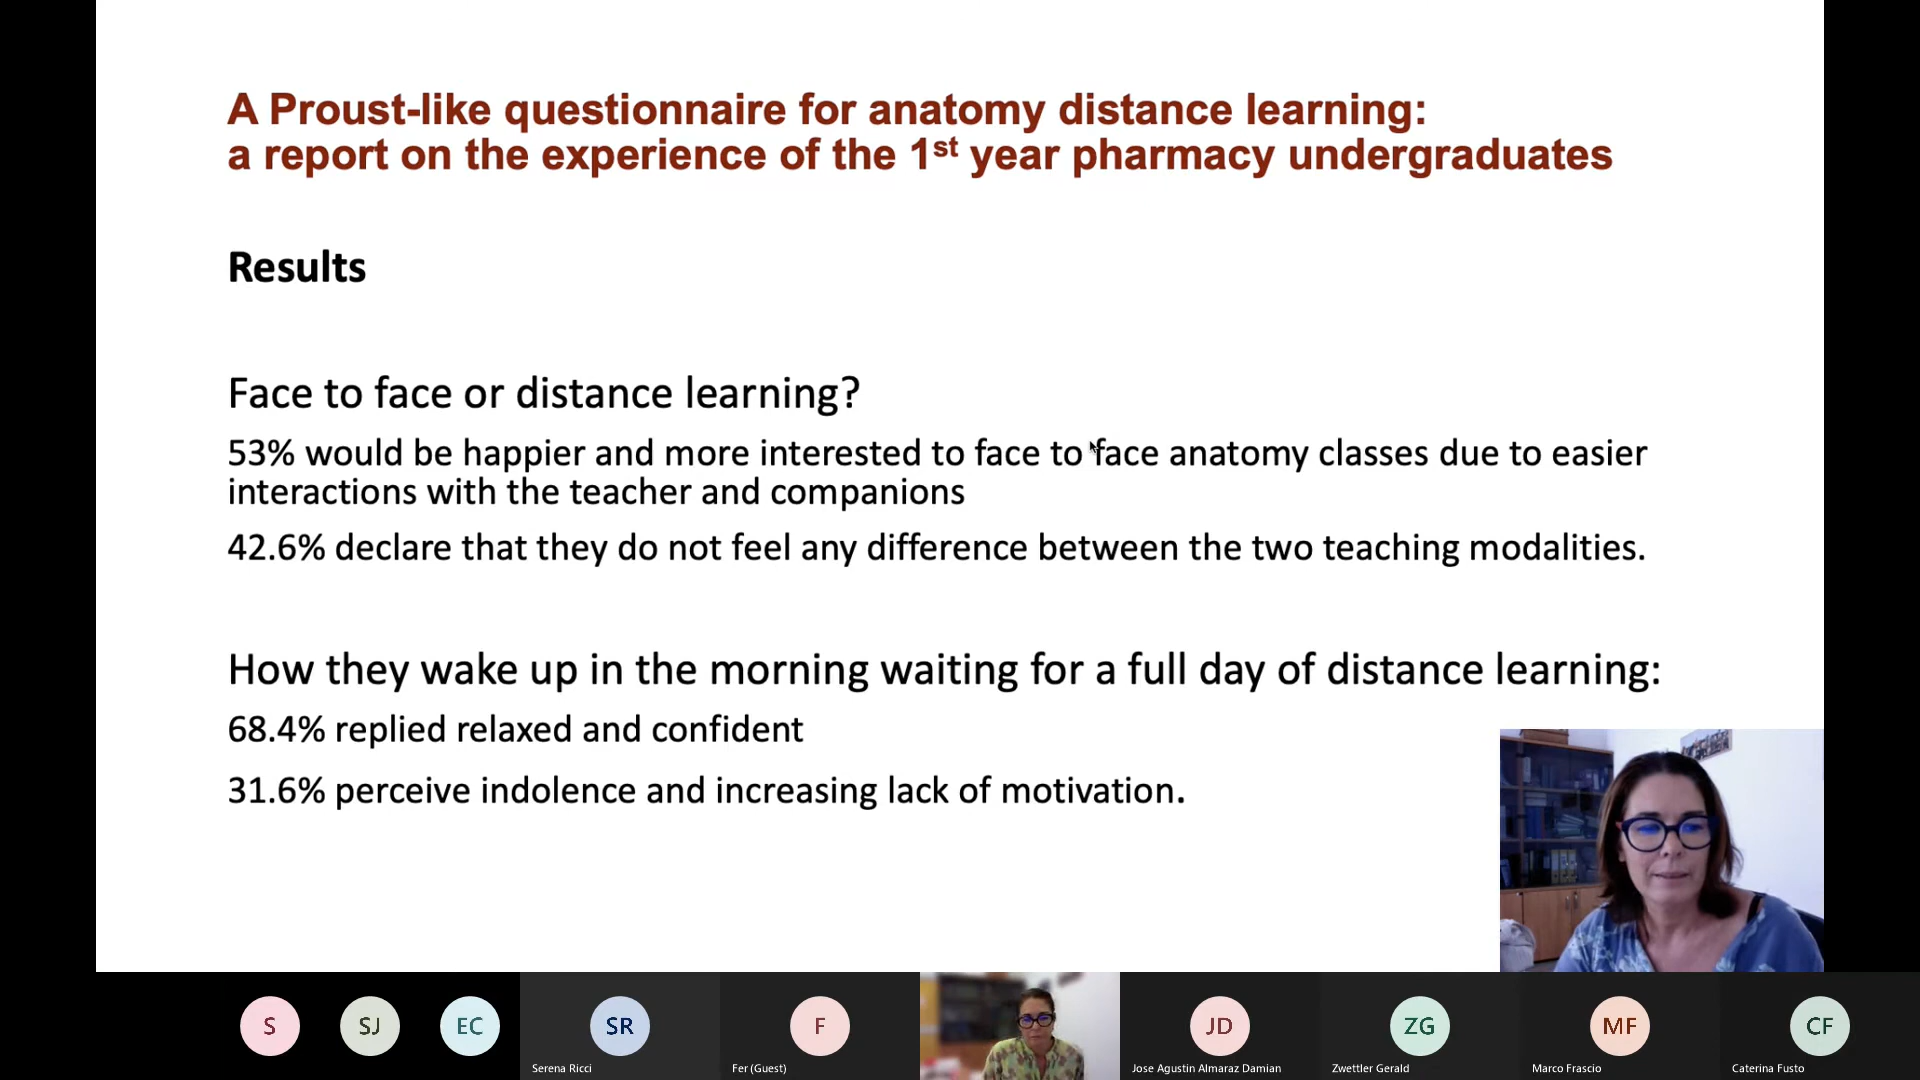 A Proust-like questionnaire for anatomy distance learning:
a report on the experience of the 1st year pharmacy undergraduates
Results
Face to face or distance learning?
53% would be happier and more interested to face to face anatomy classes due to easier
interactions with the teacher and companions
42.6% declare that they do not feel any difference between the two teaching modalities.
How they wake up in the morning waiting for a full day of distance learning:
68.4% replied relaxed and confident
31.6% perceive indolence and increasing lack of motivation.
S
SJ
EC
SR
F
JD
ZG
MF
CF
Serena Ricci
Fer (Guest)
Jose Agustin Almaraz Damian
Zwettler Gerald
Marco Frascio
Caterina Fusto